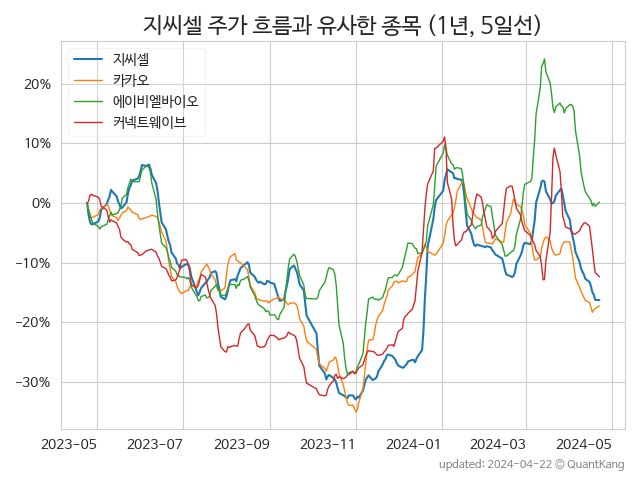 지씨셀 주가 흐름과 유사한 종목 (1년, 5일선)
지씨셀
카카오
에이비엘바이오
커넥트웨이브
20%
10%
0%
−10%
−20%
−30%
2023-05 2023-07 2023-09 2023-11 2024-01 2024-03 2024-05
updated: 2024-04-22 © QuantKang